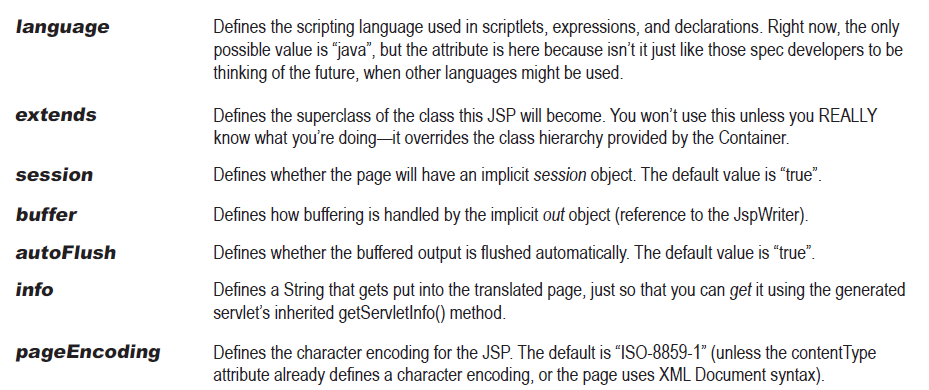 language Defines the scripting language used in scriptlets, expressions, and declarations. Right now, the only
possible value is “java”, but the attribute is here because isn’t it just like those spec developers to be
thinking of the future, when other languages might be used.
extends Defines the superclass of the class this JSP will become. You won’t use this unless you REALLY
know what you’re doing—it overrides the class hierarchy provided by the Container.
session Defines whether the page will have an implicit session object. The default value is “true”.
buffer Defines how buffering is handled by the implicit out object (reference to the JspWriter).
autoFlush Defines whether the buffered output is flushed automatically. The default value is “true”.
info Defines a String that gets put into the translated page, just so that you can get it using the generated
servlet’s inherited getServletInfo() method.
pageEncoding Defines the character encoding for the JSP. The default is “ISO-8859-1” (unless the contentType
attribute already defines a character encoding, or the page uses XML Document syntax).